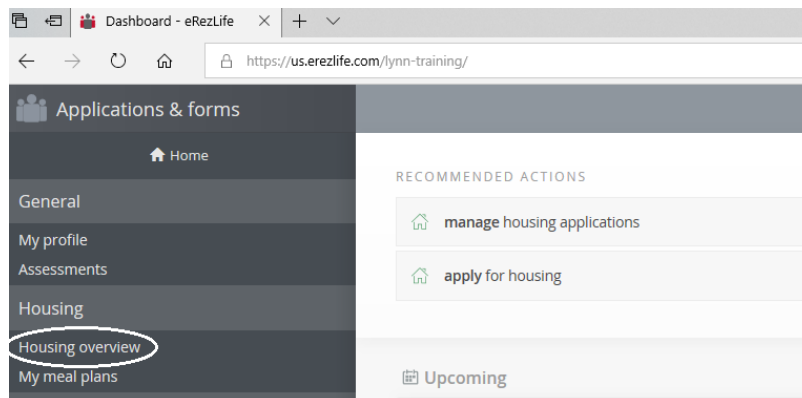 Dashboard - eRezLife
https://us.erezlife.com/lynn-training/
Applications & forms
Home
General
My profile
Assessments
Housing
Housing overview
My meal plans
RECOMMENDED ACTIONS
manage housing applications
apply for housing
Upcoming